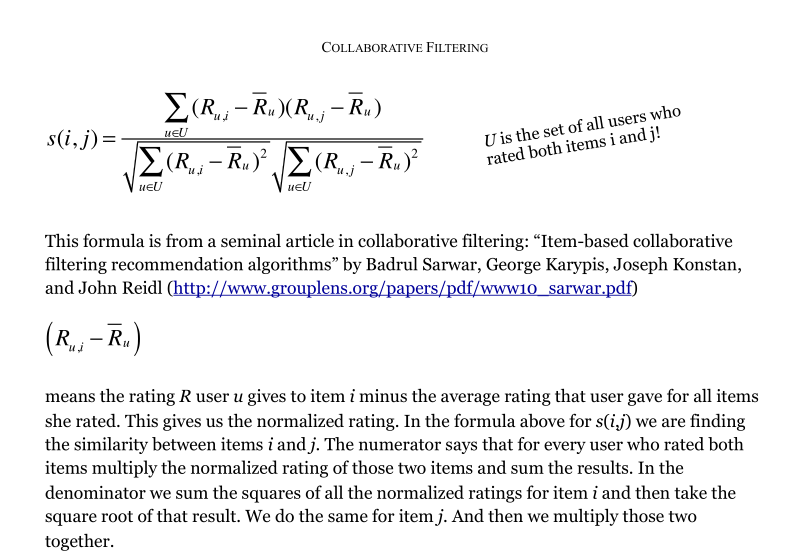 COLLABORATIVE FILTERING
s(i, j) = \frac{\sum_{u \in U} (R_{u,i} - \overline{R}_u)(R_{u,j} - \overline{R}_u)}{\sqrt{\sum_{u \in U} (R_{u,i} - \overline{R}_u)^2} \sqrt{\sum_{u \in U} (R_{u,j} - \overline{R}_u)^2}}
U is the set of all users who
rated both items i and j!
This formula is from a seminal article in collaborative filtering: “Item-based collaborative
filtering recommendation algorithms” by Badrul Sarwar, George Karypis, Joseph Konstan,
and John Reidl (http://www.grouplens.org/papers/pdf/www10_sarwar.pdf)
(R_{u,i} - \overline{R}_u)
means the rating R user u gives to item i minus the average rating that user gave for all items
she rated. This gives us the normalized rating. In the formula above for s(i,j) we are finding
the similarity between items i and j. The numerator says that for every user who rated both
items multiply the normalized rating of those two items and sum the results. In the
denominator we sum the squares of all the normalized ratings for item i and then take the
square root of that result. We do the same for item j. And then we multiply those two
together.